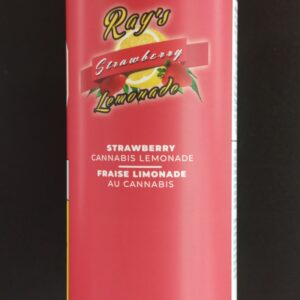 Ray's
Strawberry
Lemonade
STRAWBERRY
CANNABIS LEMONADE
FRAISE LIMONADE
AU CANNABIS